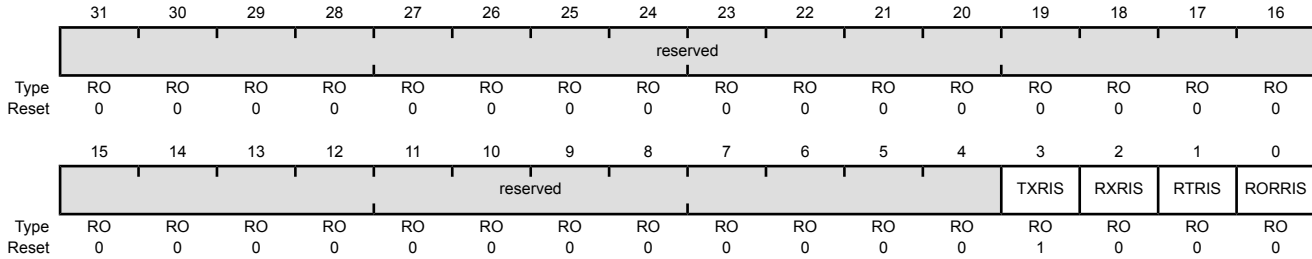 31 30 29 28 27 26 25 24 23 22 21 20 19 18 17 16
reserved
Type RO RO RO RO RO RO RO RO RO RO RO RO RO RO RO RO
Reset 0 0 0 0 0 0 0 0 0 0 0 0 0 0 0 0
15 14 13 12 11 10 9 8 7 6 5 4 3 2 1 0
reserved TXRIS RXRIS RTRIS RORRIS
Type RO RO RO RO RO RO RO RO RO RO RO RO RO RO RO RO
Reset 0 0 0 0 0 0 0 0 0 0 0 0 1 0 0 0